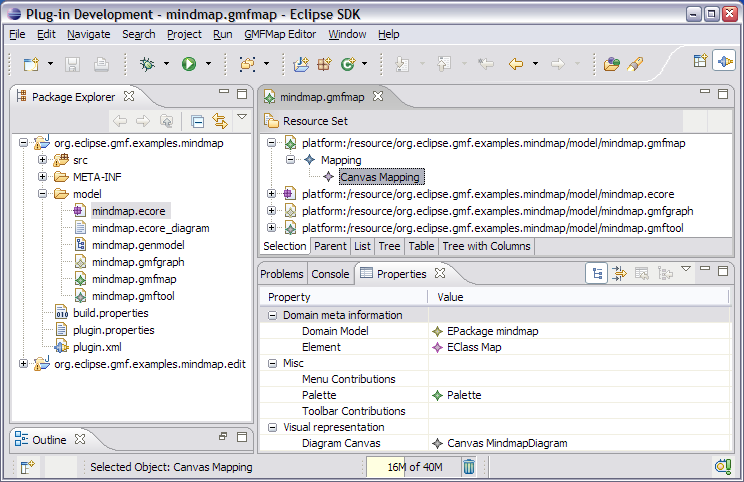 Plug-in Development - mindmap.gmfmap - Eclipse SDK
File Edit Navigate Search Project Run GMFMap Editor Window Help
Package Explorer
org.eclipse.gmf.examples.mindmap
src
META-INF
model
mindmap.ecore
mindmap.ecore_diagram
mindmap.genmodel
mindmap.gmfgraph
mindmap.gmfmap
mindmap.gmftool
build.properties
plugin.properties
plugin.xml
org.eclipse.gmf.examples.mindmap.edit
Outline
mindmap.gmfmap
Resource Set
platform:/resource/org.eclipse.gmf.examples.mindmap/model/mindmap.gmfmap
Mapping
Canvas Mapping
platform:/resource/org.eclipse.gmf.examples.mindmap/model/mindmap.ecore
platform:/resource/org.eclipse.gmf.examples.mindmap/model/mindmap.gmfgraph
platform:/resource/org.eclipse.gmf.examples.mindmap/model/mindmap.gmftool
Selection Parent List Tree Table Tree with Columns
Problems Console Properties
Property Value
Domain meta information
Domain Model EPackage mindmap
Element EClass Map
Misc
Menu Contributions
Palette Palette
Toolbar Contributions
Visual representation
Diagram Canvas Canvas MindmapDiagram
Selected Object: Canvas Mapping 16M of 40M